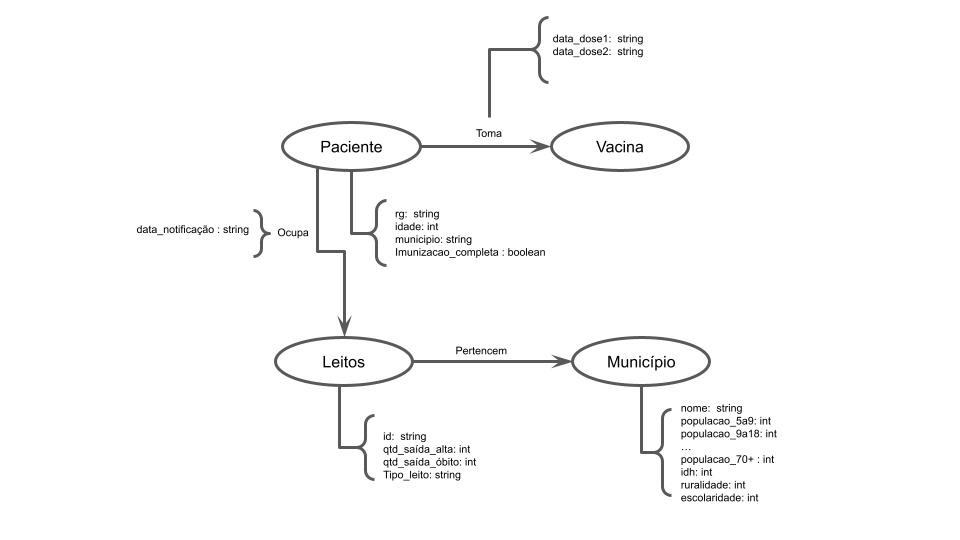 data_dose1:  string
data_dose2:  string
Toma
Paciente
Vacina
data_notificação : string
Ocupa
rg:  string
idade: int
municipio: string
Imunizacao_completa : boolean
Pertencem
Leitos
Município
id:  string
qtd_saída_alta: int
qtd_saída_óbito: int
Tipo_leito: string
nome:  string
populacao_5a9: int
populacao_9a18: int
...
populacao_70+ : int
idh: int
ruralidade: int
escolaridade: int